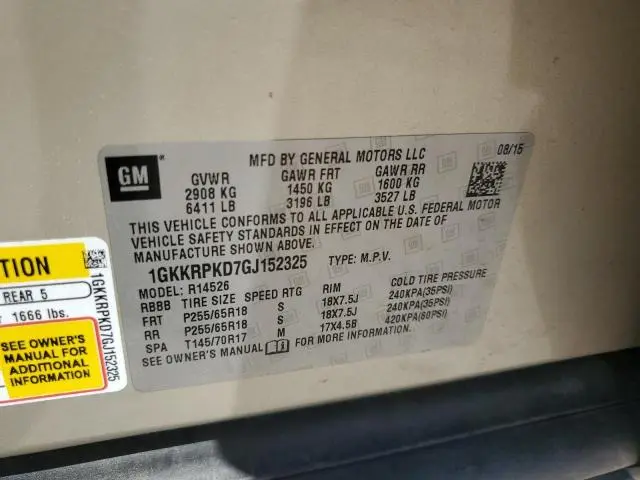 GM
MFD BY GENERAL MOTORS LLC
08/15
GVWR GAWR FRT GAWR RR
2908 KG 1450 KG 1600 KG
6411 LB 3196 LB 3527 LB
THIS VEHICLE CONFORMS TO ALL APPLICABLE U.S. FEDERAL MOTOR
VEHICLE SAFETY STANDARDS IN EFFECT ON THE DATE OF
MANUFACTURE SHOWN ABOVE.
1GKKRPKD7GJ152325 TYPE: M.P.V.
MODEL: R14526
RBBB TIRE SIZE SPEED RTG RIM COLD TIRE PRESSURE
FRT P255/65R18 S 18X7.5J 240KPA(35PSI)
RR P255/65R18 S 18X7.5J 240KPA(35PSI)
SPA T145/70R17 M 17X4.5B 420KPA(60PSI)
SEE OWNER'S MANUAL FOR MORE INFORMATION
TION
REAR 5
1666 lbs.
SEE OWNER'S
MANUAL FOR
ADDITIONAL
INFORMATION
1GKKRPKD7GJ152325